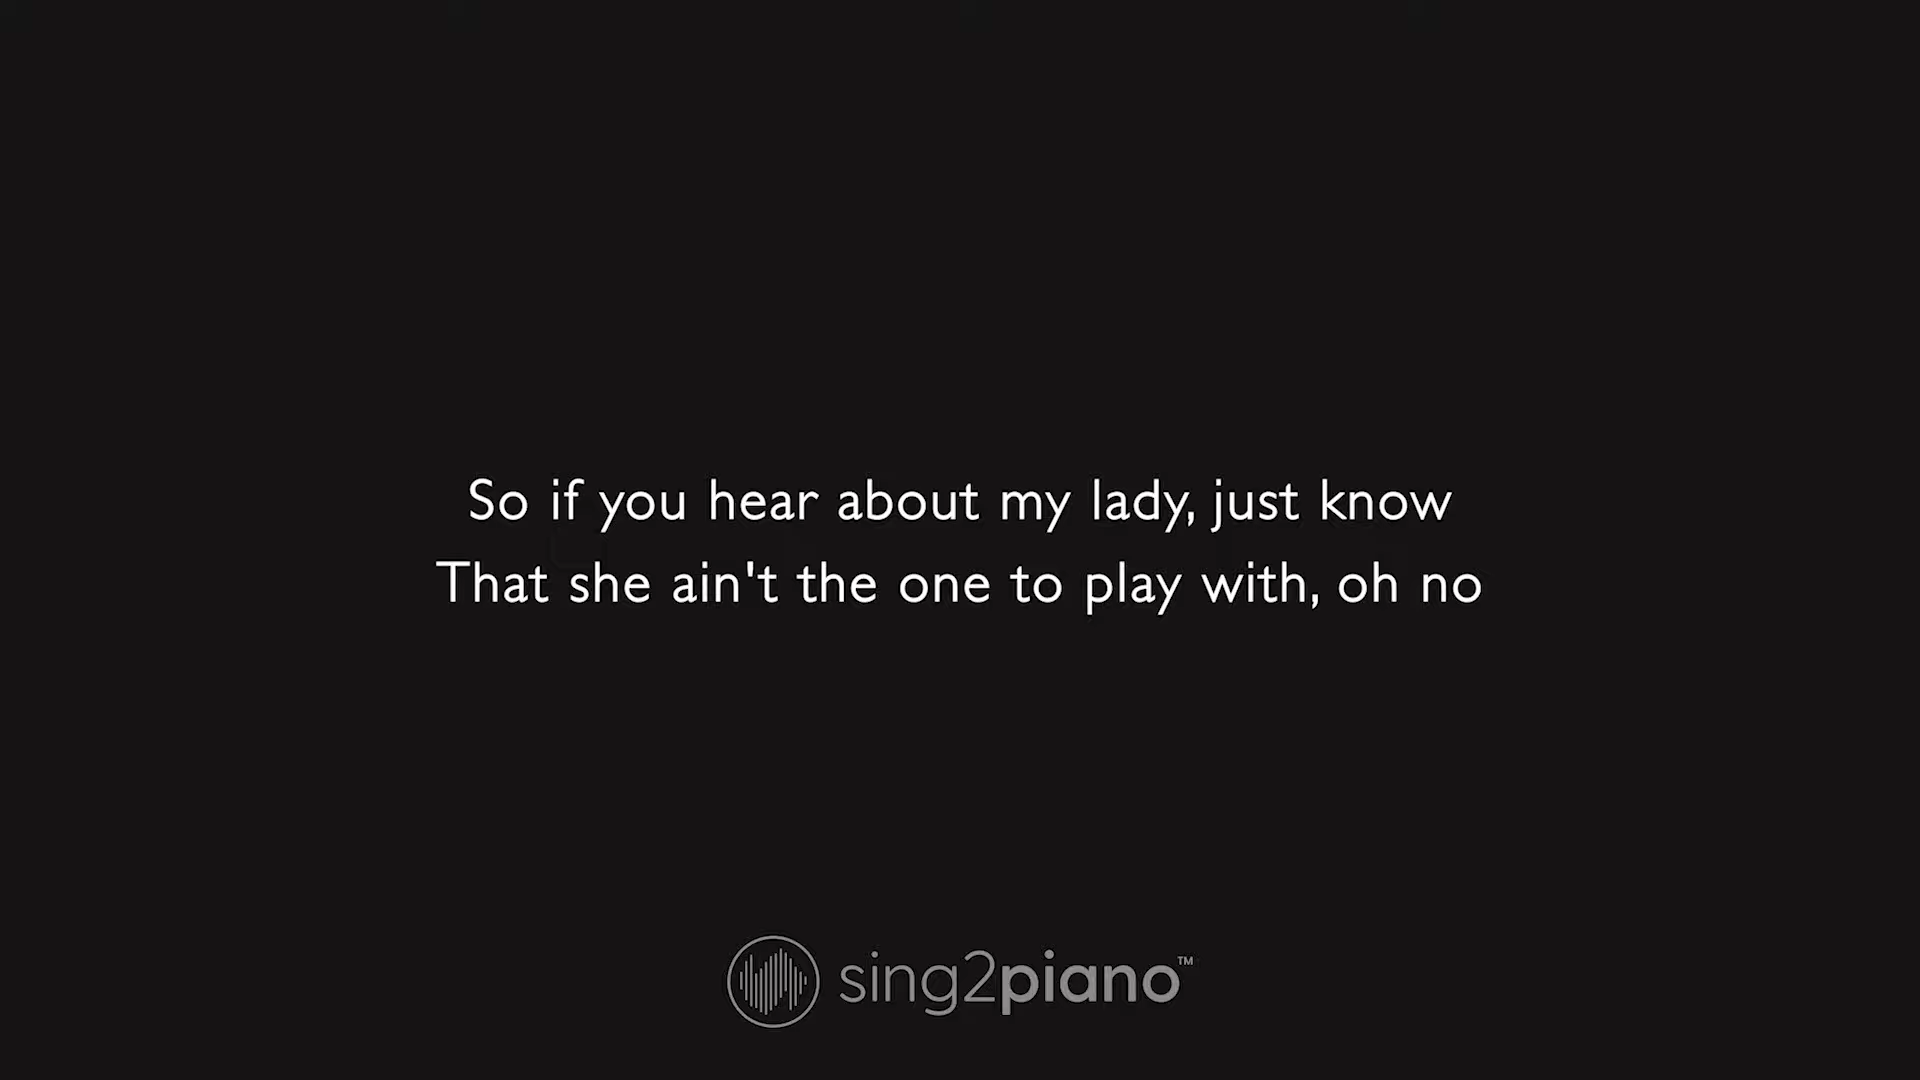 So if you hear about my lady, just know
That she ain't the one to play with, oh no
sing2piano™